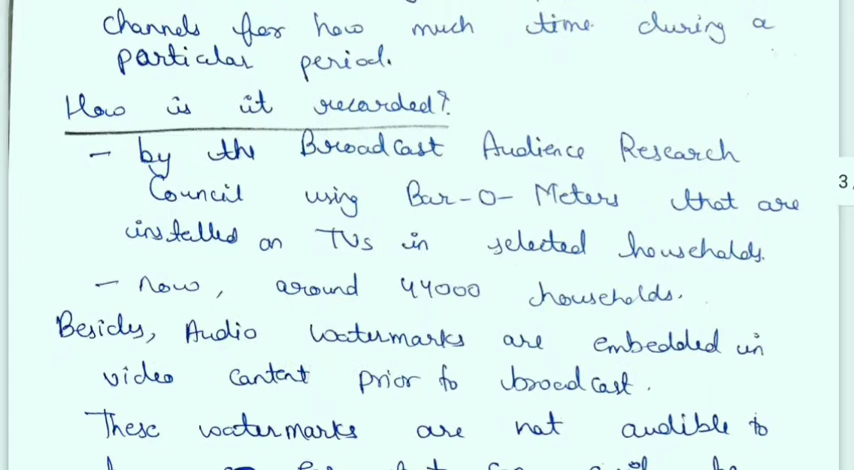 channels for how much time during a
particular period.
How is it recorded?
- by the Broadcast Audience Research
Council using Bar-O-Meters that are
installed on TVs in selected households.
- now, around 44000 households.
Besides, Audio watermarks are embedded in
video content prior to broadcast.
These watermarks are not audible to
3